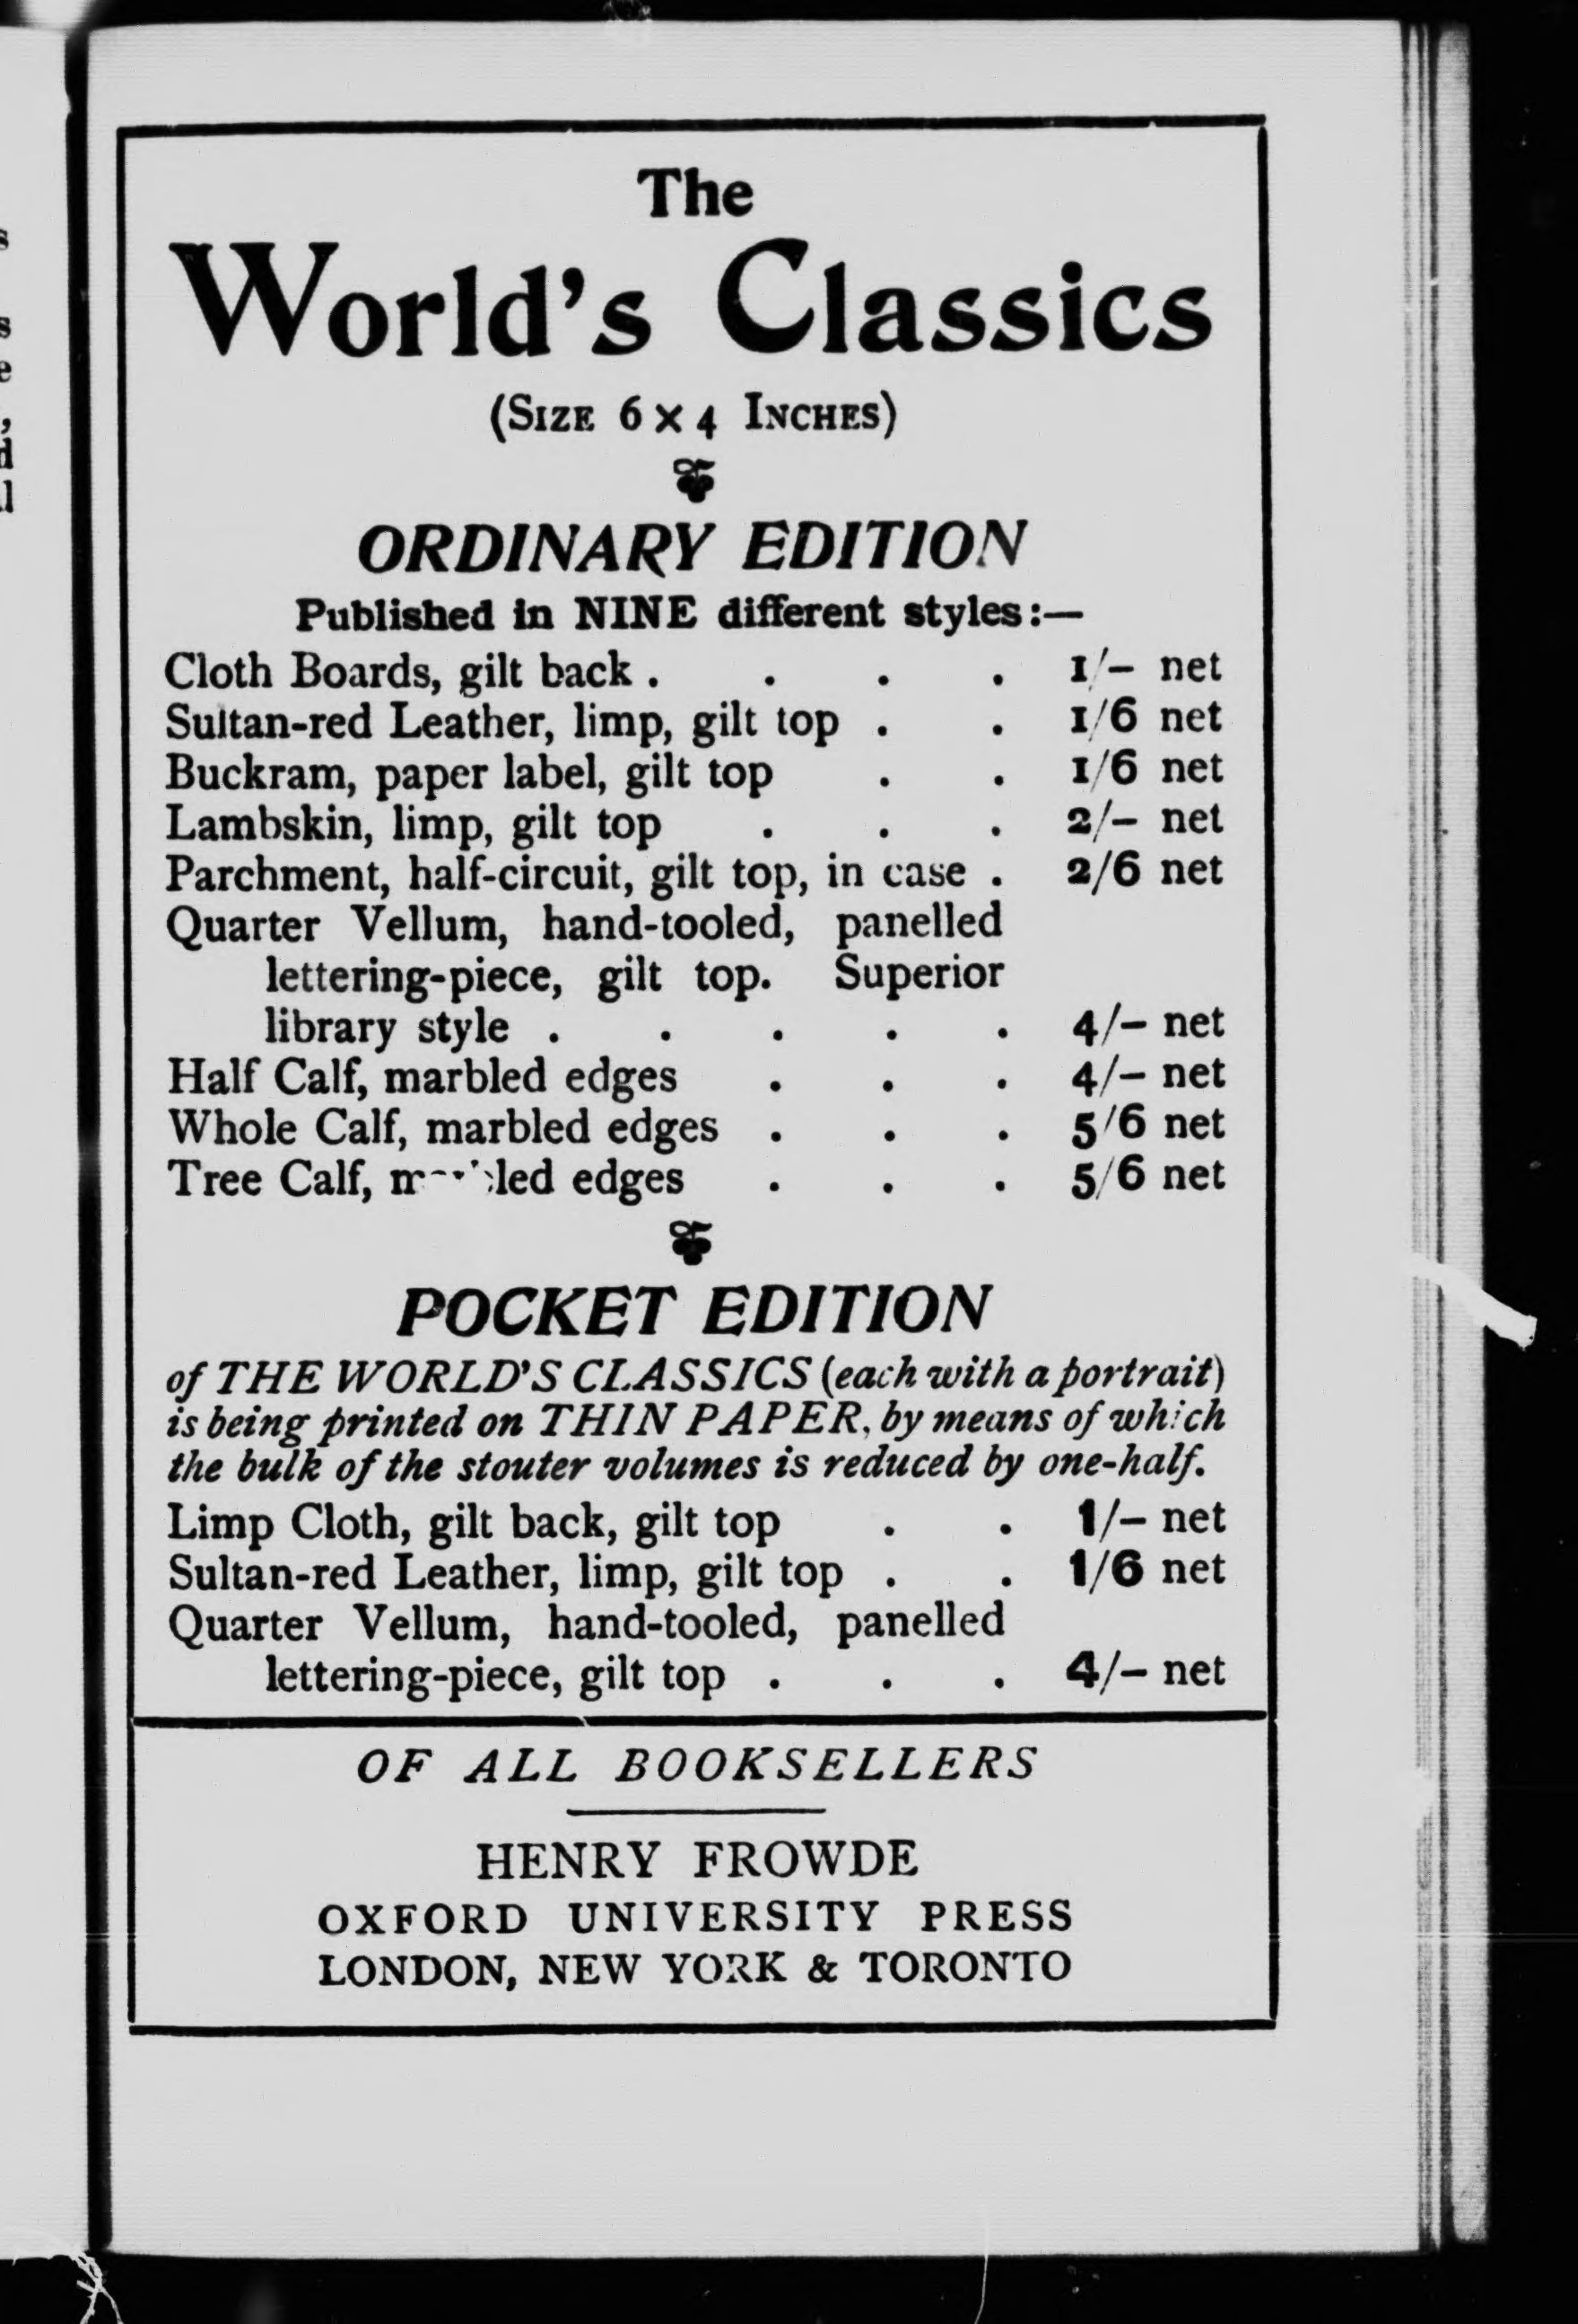 The
World's Classics
(Size 6 x 4 Inches)
ORDINARY EDITION
Published in NINE different styles:—
Cloth Boards, gilt back . . . . 1/– net
Sultan-red Leather, limp, gilt top . . 1/6 net
Buckram, paper label, gilt top . . 1/6 net
Lambskin, limp, gilt top . . . 2/– net
Parchment, half-circuit, gilt top, in case . 2/6 net
Quarter Vellum, hand-tooled, panelled
lettering-piece, gilt top. Superior
library style . . . . . 4/– net
Half Calf, marbled edges . . . 4/– net
Whole Calf, marbled edges . . . 5/6 net
Tree Calf, marbled edges . . . 5/6 net
POCKET EDITION
of THE WORLD'S CLASSICS (each with a portrait)
is being printed on THIN PAPER, by means of which
the bulk of the stouter volumes is reduced by one-half.
Limp Cloth, gilt back, gilt top . . 1/– net
Sultan-red Leather, limp, gilt top . . 1/6 net
Quarter Vellum, hand-tooled, panelled
lettering-piece, gilt top . . . 4/– net
OF ALL BOOKSELLERS
HENRY FROWDE
OXFORD UNIVERSITY PRESS
LONDON, NEW YORK & TORONTO